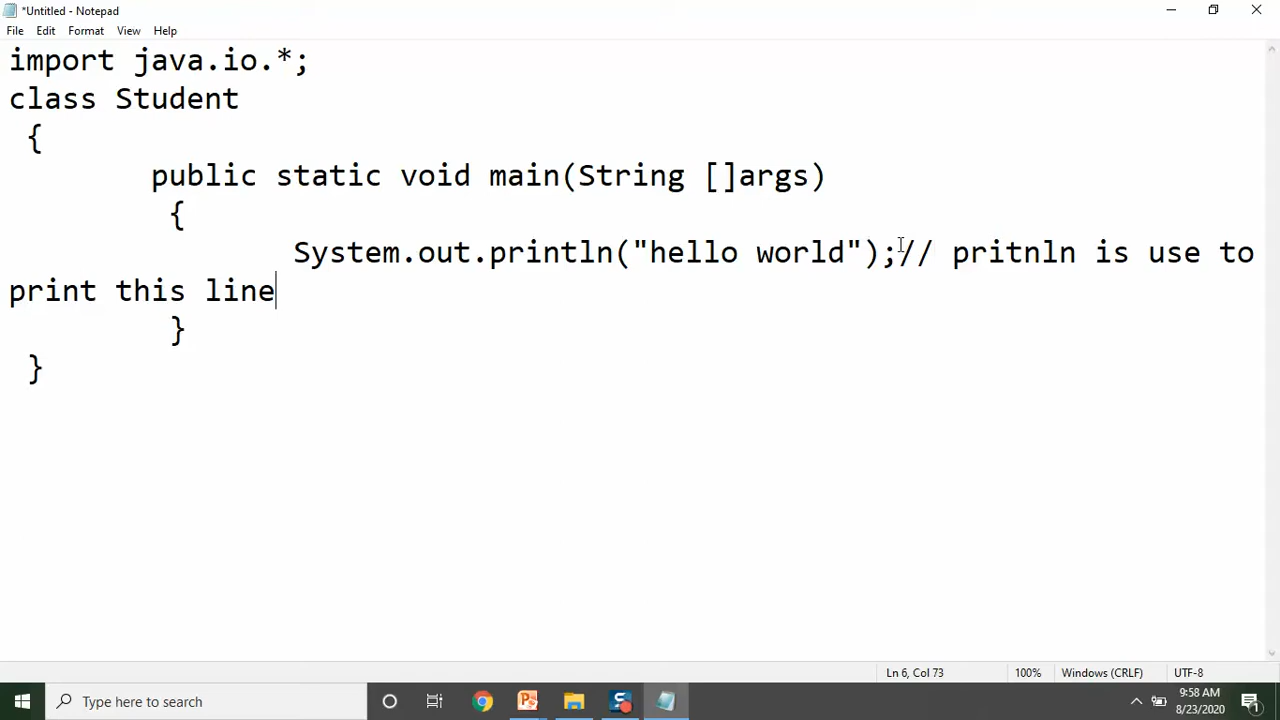 *Untitled - Notepad
File Edit Format View Help
import java.io.*;
class Student
{
public static void main(String []args)
{
System.out.println("hello world");// pritnln is use to
print this line
}
}
Ln 6, Col 73 100% Windows (CRLF) UTF-8
Type here to search
9:58 AM
8/23/2020
1